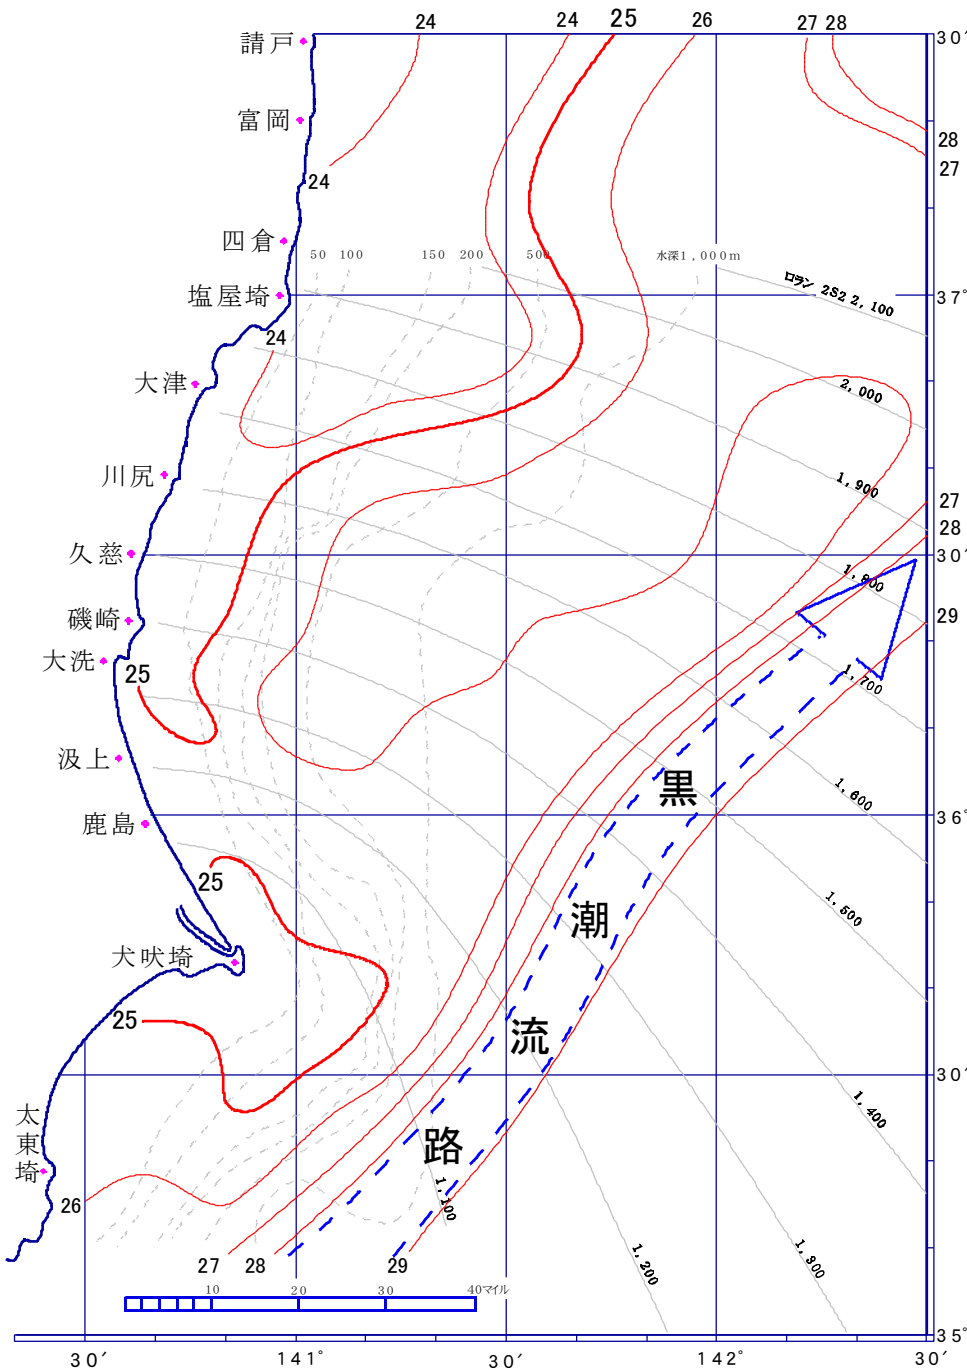 24 24 25 26 27 28
請戸 30′
富岡
28
27
24
四倉
50 100 150 200 500 水深1,000m
ロラン 2S2 2,100
塩屋埼 37°
24
大津
2,000
川尻
1,900
27
28
久慈 30′
1,800
磯崎 29
大洗
25
1,700
汲上
黒
1,600
36°
鹿島
25
潮
1,500
犬吠埼
25
流
30′
太東埼
1,400
路
26
1,100
27 28 29
1,200
1,300
10 20 30 40マイル
35°
30′ 141° 30′ 142° 30′